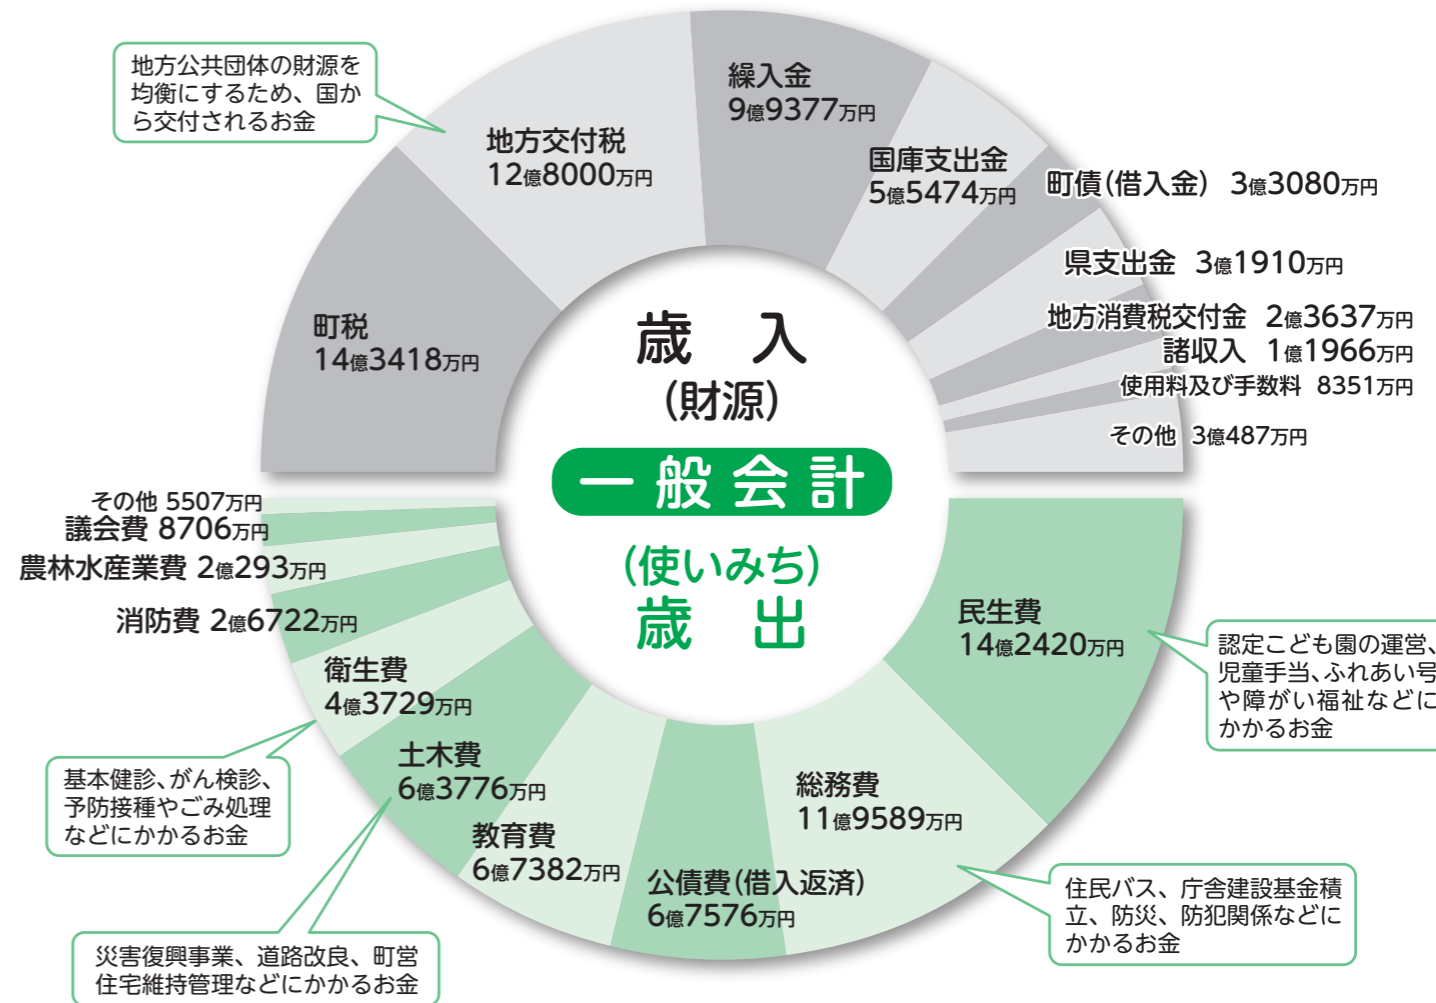 地方公共団体の財源を
均衡にするため、国か
ら交付されるお金
繰入金
9億9377万円
地方交付税
12億8000万円
国庫支出金
5億5474万円
町債(借入金) 3億3080万円
県支出金 3億1910万円
地方消費税交付金 2億3637万円
諸収入 1億1966万円
使用料及び手数料 8351万円
その他 3億487万円
町税
14億3418万円
歳 入
(財源)
一般会計
(使いみち)
歳 出
その他 5507万円
議会費 8706万円
農林水産業費 2億293万円
消防費 2億6722万円
衛生費
4億3729万円
土木費
6億3776万円
教育費
6億7382万円
公債費(借入返済)
6億7576万円
総務費
11億9589万円
民生費
14億2420万円
認定こども園の運営、
児童手当、ふれあい号
や障がい福祉などに
かかるお金
基本健診、がん検診、
予防接種やごみ処理
などにかかるお金
住民バス、庁舎建設基金積
立、防災、防犯関係などに
かかるお金
災害復興事業、道路改良、町営
住宅維持管理などにかかるお金